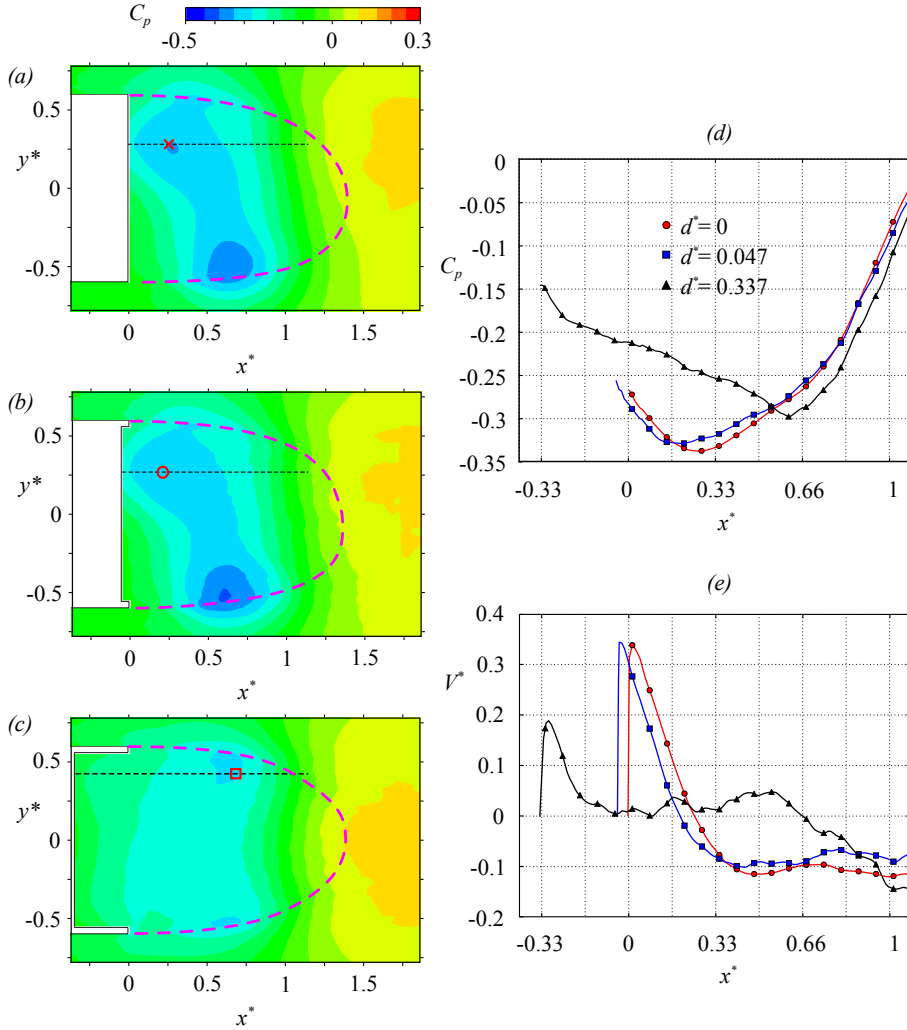 C_p
-0.5 0 0.3
(a)
0.5
y*
0
-0.5
0 0.5 1 1.5
x*
(b)
0.5
y*
0
-0.5
0 0.5 1 1.5
x*
(c)
0.5
y*
0
-0.5
0 0.5 1 1.5
x*
(d)
0
-0.05
-0.1
C_p
-0.15
-0.2
-0.25
-0.3
-0.35
d*= 0
d*= 0.047
d*= 0.337
-0.33 0 0.33 0.66 1
x*
(e)
0.4
0.3
V*
0.2
0.1
0
-0.1
-0.2
-0.33 0 0.33 0.66 1
x*